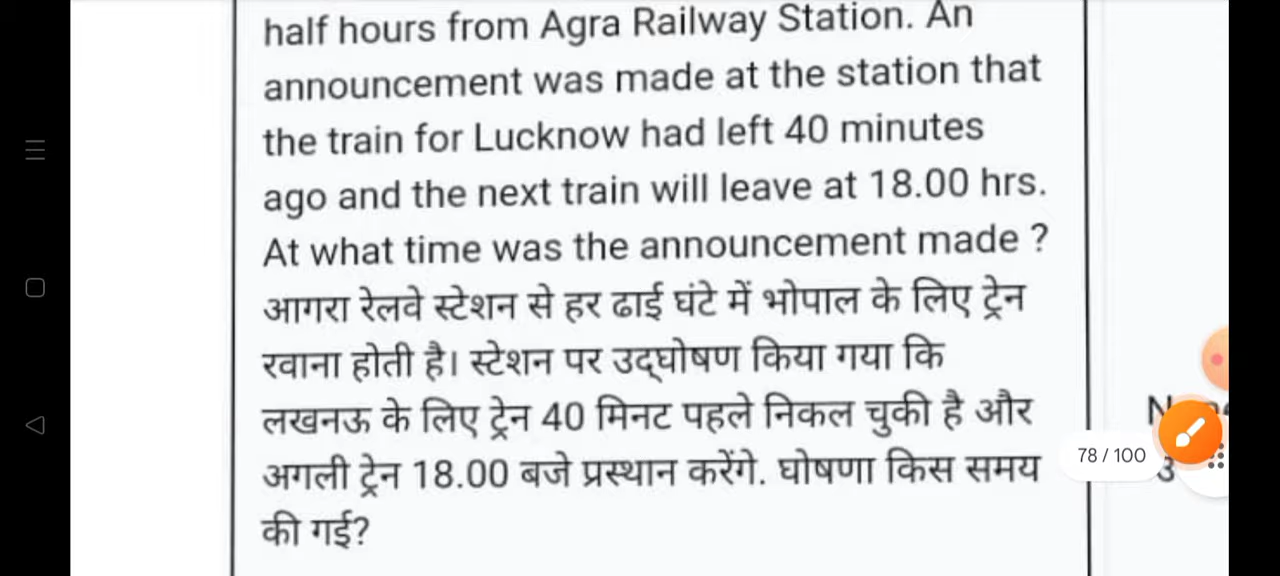 half hours from Agra Railway Station. An
announcement was made at the station that
the train for Lucknow had left 40 minutes
ago and the next train will leave at 18.00 hrs.
At what time was the announcement made ?
आगरा रेलवे स्टेशन से हर ढाई घंटे में भोपाल के लिए ट्रेन
रवाना होती है। स्टेशन पर उद्घोषण किया गया कि
लखनऊ के लिए ट्रेन 40 मिनट पहले निकल चुकी है और
अगली ट्रेन 18.00 बजे प्रस्थान करेंगे. घोषणा किस समय
की गई?
78 / 100